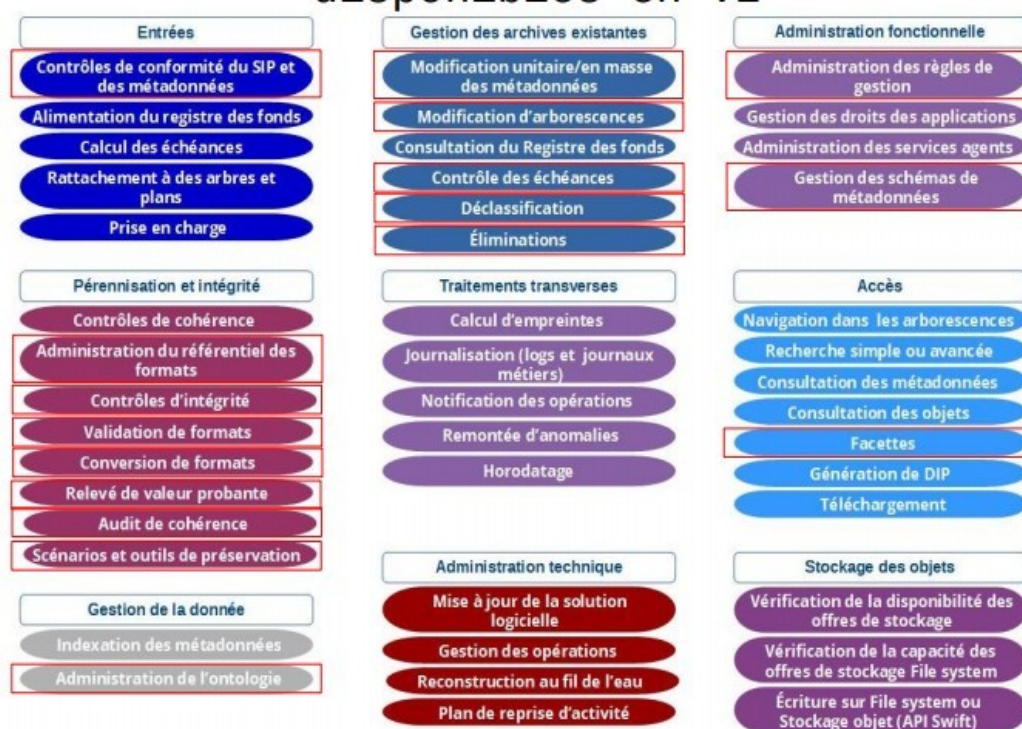 disponibles en V2
Entrées
Contrôles de conformité du SIP et
des métadonnées
Alimentation du registre des fonds
Calcul des échéances
Rattachement à des arbres et
plans
Prise en charge
Gestion des archives existantes
Modification unitaire/en masse
des métadonnées
Modification d'arborescences
Consultation du Registre des fonds
Contrôle des échéances
Déclassification
Éliminations
Administration fonctionnelle
Administration des règles de
gestion
Gestion des droits des applications
Administration des services agents
Gestion des schémas de
métadonnées
Pérennisation et intégrité
Contrôles de cohérence
Administration du référentiel des
formats
Contrôles d'intégrité
Validation de formats
Conversion de formats
Relevé de valeur probante
Audit de cohérence
Scénarios et outils de préservation
Traitements transverses
Calcul d'empreintes
Journalisation (logs et journaux
métiers)
Notification des opérations
Remontée d'anomalies
Horodatage
Accès
Navigation dans les arborescences
Recherche simple ou avancée
Consultation des métadonnées
Consultation des objets
Facettes
Génération de DIP
Téléchargement
Gestion de la donnée
Indexation des métadonnées
Administration de l'ontologie
Administration technique
Mise à jour de la solution
logicielle
Gestion des opérations
Reconstruction au fil de l'eau
Plan de reprise d'activité
Stockage des objets
Vérification de la disponibilité des
offres de stockage
Vérification de la capacité des
offres de stockage File system
Écriture sur File system ou
Stockage objet (API Swift)